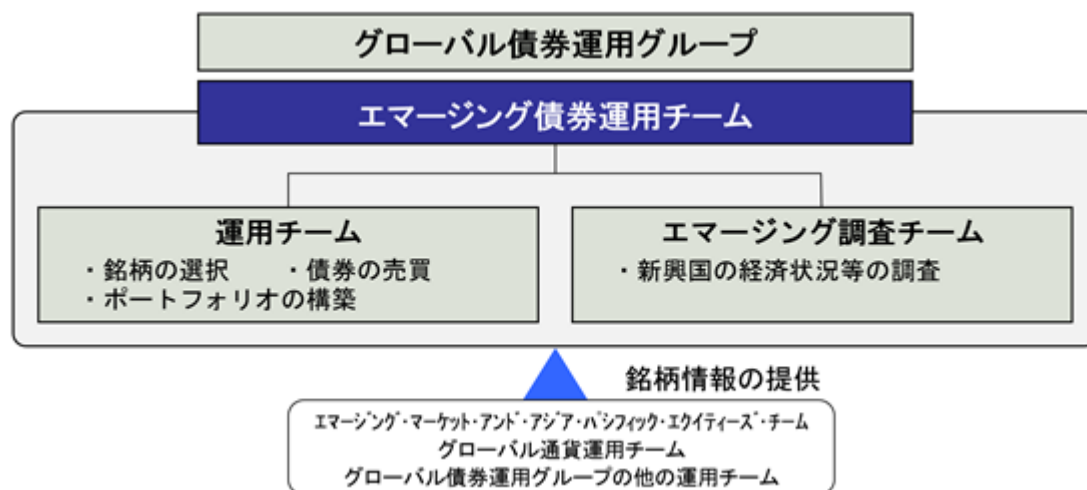 グローバル債券運用グループ
エマージング債券運用チーム
運用チーム
・銘柄の選択　・債券の売買
・ポートフォリオの構築
エマージング調査チーム
・新興国の経済状況等の調査
銘柄情報の提供
エマージング・マーケット・アンド・アジア・パシフィック・エクイティーズ・チーム
グローバル通貨運用チーム
グローバル債券運用グループの他の運用チーム